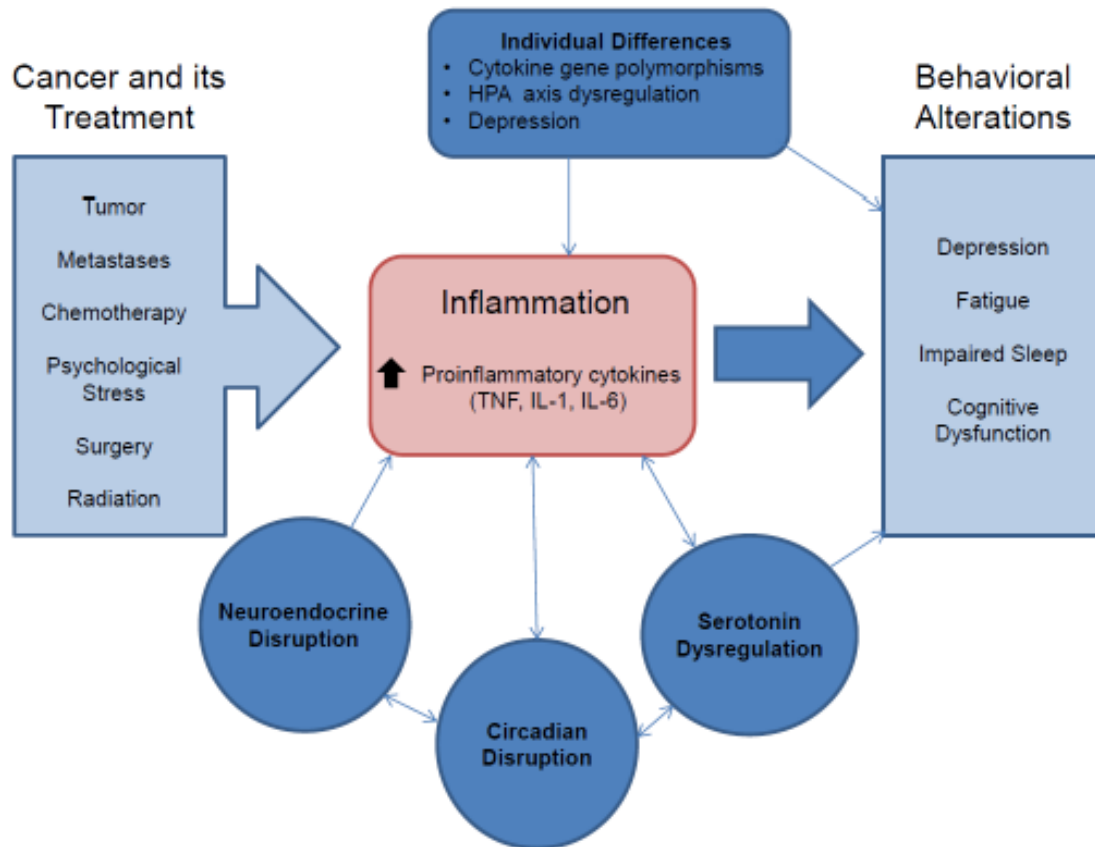 Individual Differences
• Cytokine gene polymorphisms
• HPA axis dysregulation
• Depression
Cancer and its
Treatment
Behavioral
Alterations
Tumor
Metastases
Chemotherapy
Psychological
Stress
Surgery
Radiation
Inflammation
Proinflammatory cytokines
(TNF, IL-1, IL-6)
Depression
Fatigue
Impaired Sleep
Cognitive
Dysfunction
Neuroendocrine
Disruption
Circadian
Disruption
Serotonin
Dysregulation